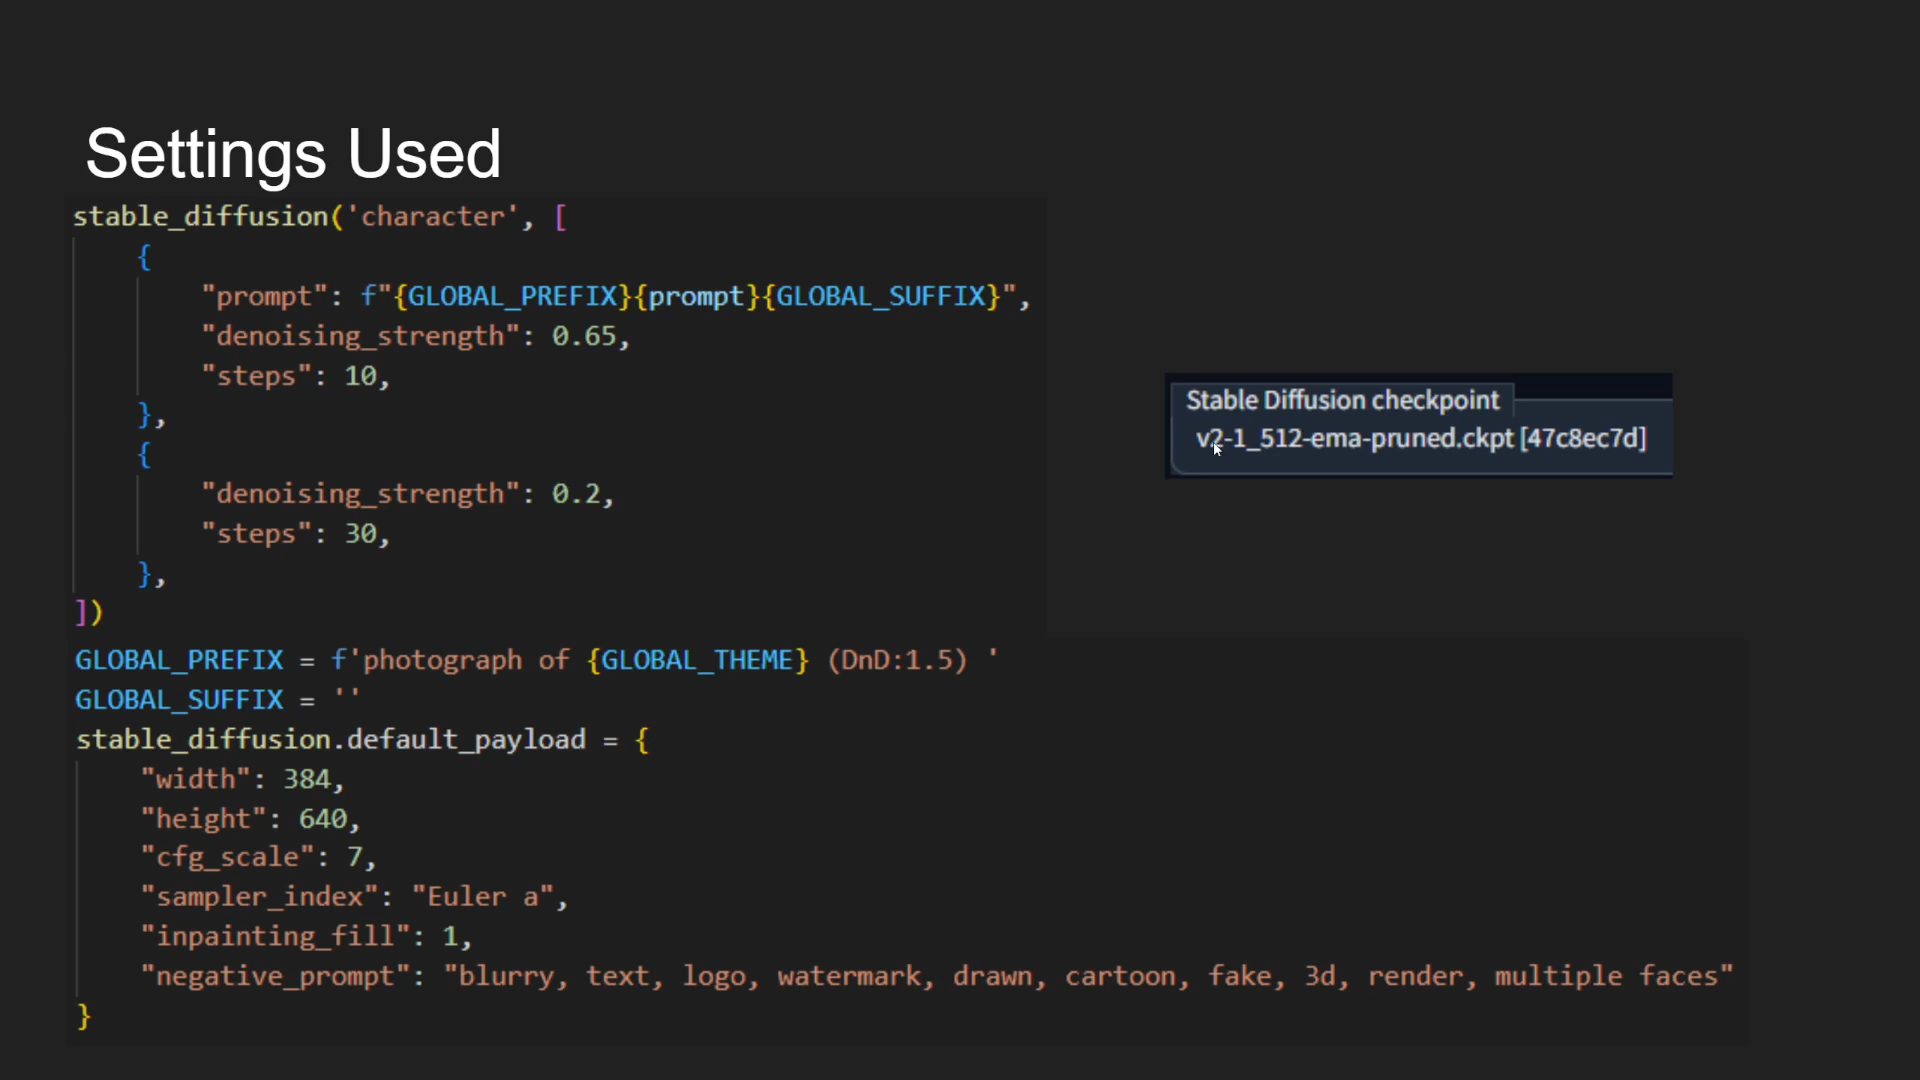 Settings Used
stable_diffusion('character', [
{
"prompt": f"{GLOBAL_PREFIX}{prompt}{GLOBAL_SUFFIX}",
"denoising_strength": 0.65,
"steps": 10,
},
{
"denoising_strength": 0.2,
"steps": 30,
},
])
GLOBAL_PREFIX = f'photograph of {GLOBAL_THEME} (DnD:1.5) '
GLOBAL_SUFFIX = ''
stable_diffusion.default_payload = {
"width": 384,
"height": 640,
"cfg_scale": 7,
"sampler_index": "Euler a",
"inpainting_fill": 1,
"negative_prompt": "blurry, text, logo, watermark, drawn, cartoon, fake, 3d, render, multiple faces"
}
Stable Diffusion checkpoint
v2-1_512-ema-pruned.ckpt [47c8ec7d]